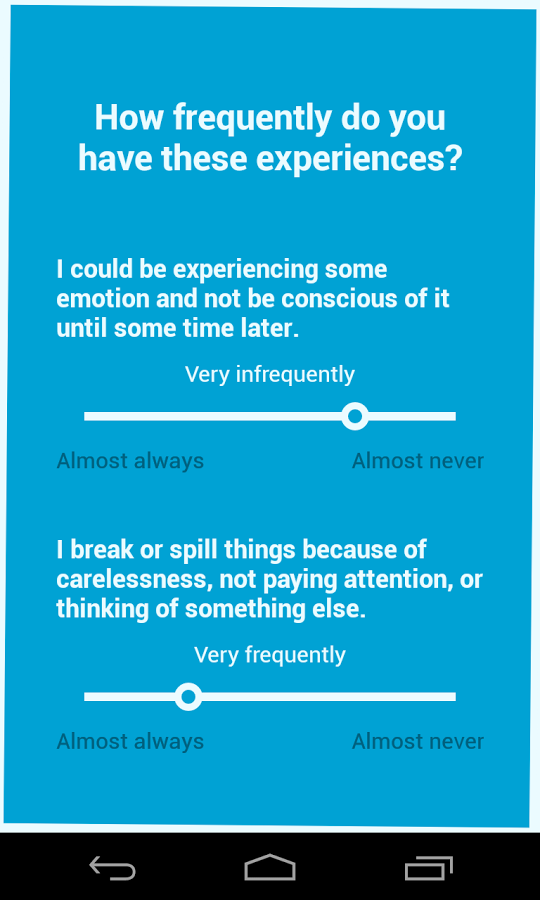 How frequently do you
have these experiences?
I could be experiencing some
emotion and not be conscious of it
until some time later.
Very infrequently
Almost always Almost never
I break or spill things because of
carelessness, not paying attention, or
thinking of something else.
Very frequently
Almost always Almost never